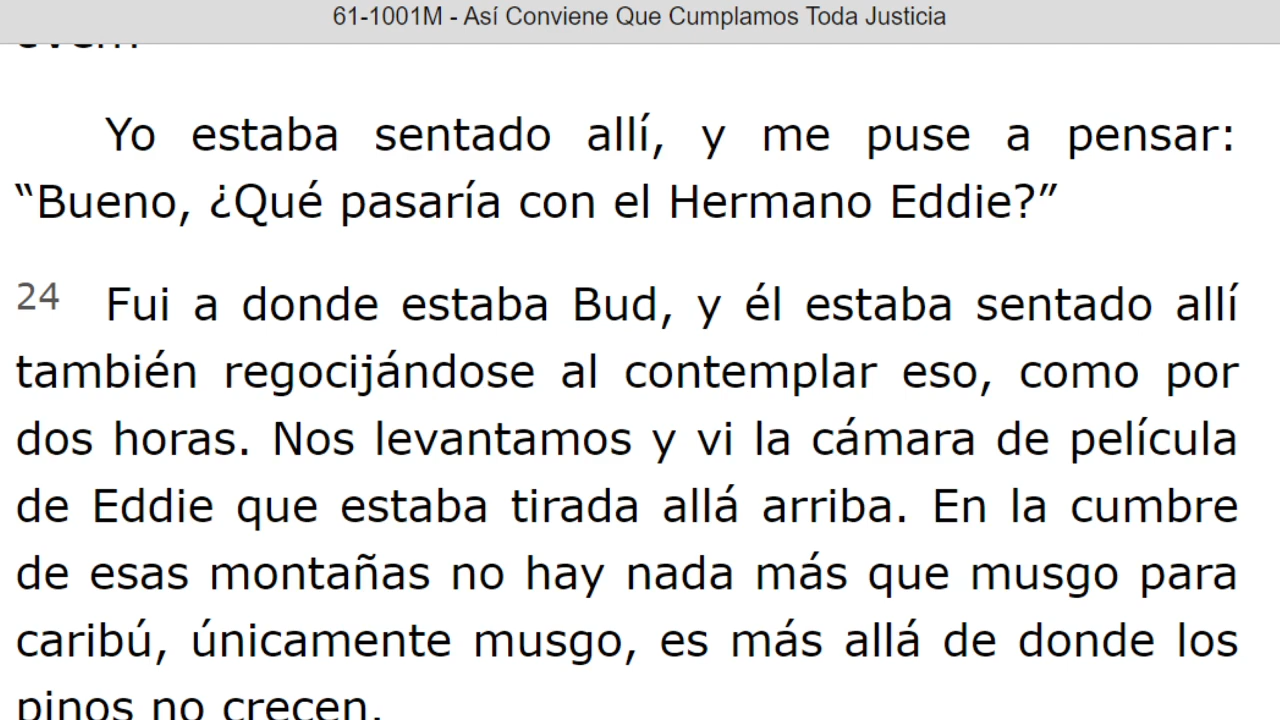 61-1001M - Así Conviene Que Cumplamos Toda Justicia
Yo estaba sentado allí, y me puse a pensar:
“Bueno, ¿Qué pasaría con el Hermano Eddie?”
24 Fui a donde estaba Bud, y él estaba sentado allí
también regocijándose al contemplar eso, como por
dos horas. Nos levantamos y vi la cámara de película
de Eddie que estaba tirada allá arriba. En la cumbre
de esas montañas no hay nada más que musgo para
caribú, únicamente musgo, es más allá de donde los
pinos no crecen.